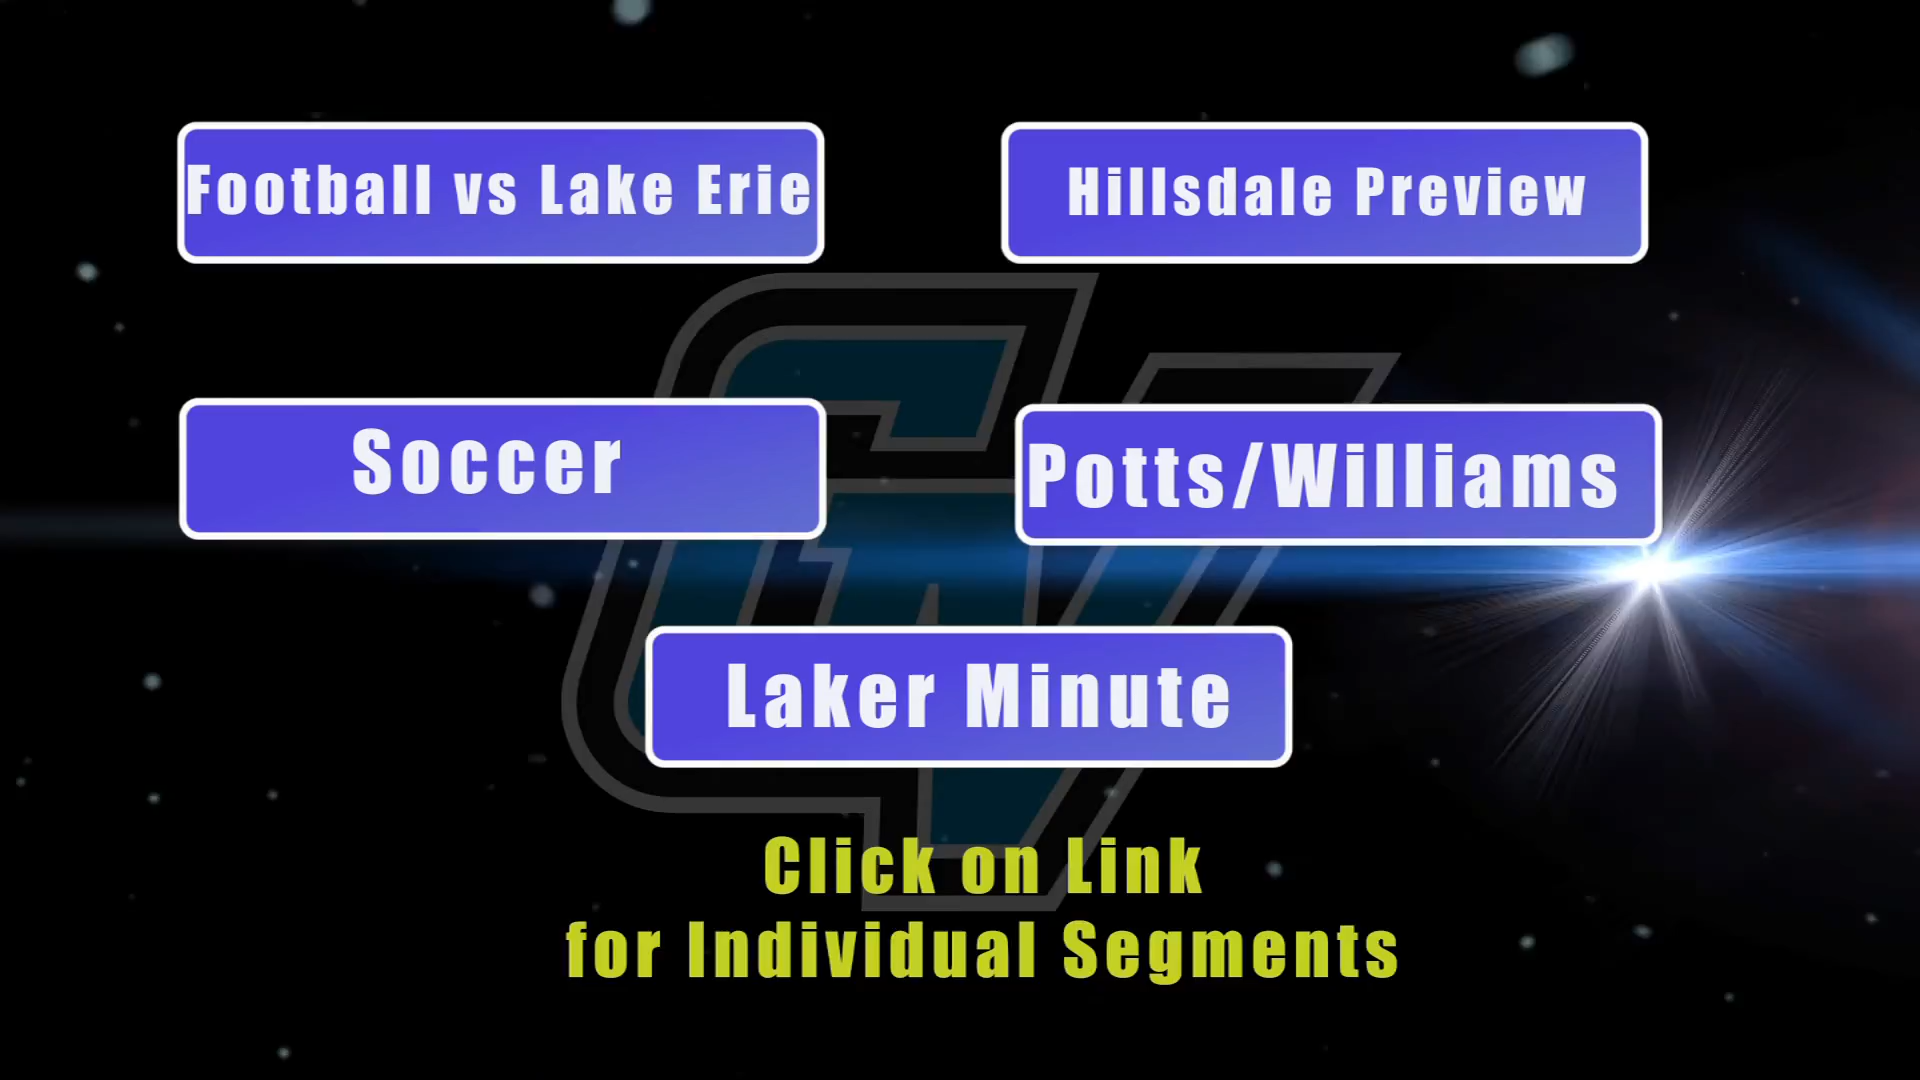 Football vs Lake Erie
Hillsdale Preview
Soccer
Potts/Williams
Laker Minute
Click on Link
for Individual Segments